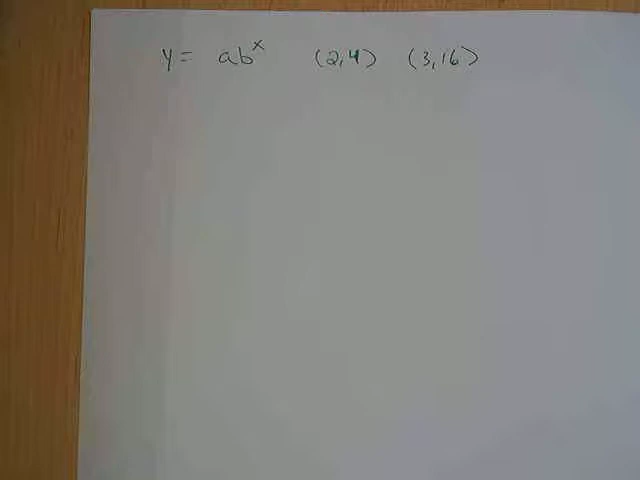 y = ab^x (2,4) (3,16)